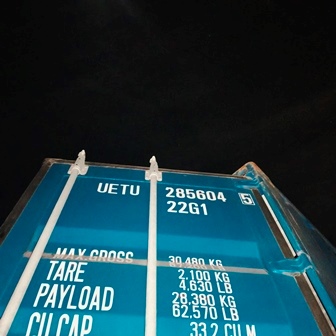 UETU 285604 5
22G1
MAX GROSS 30,480 KG
TARE 2,100 KG
4,630 LB
PAYLOAD 28,380 KG
62,570 LB
CU.CAP 33.2 CU.M